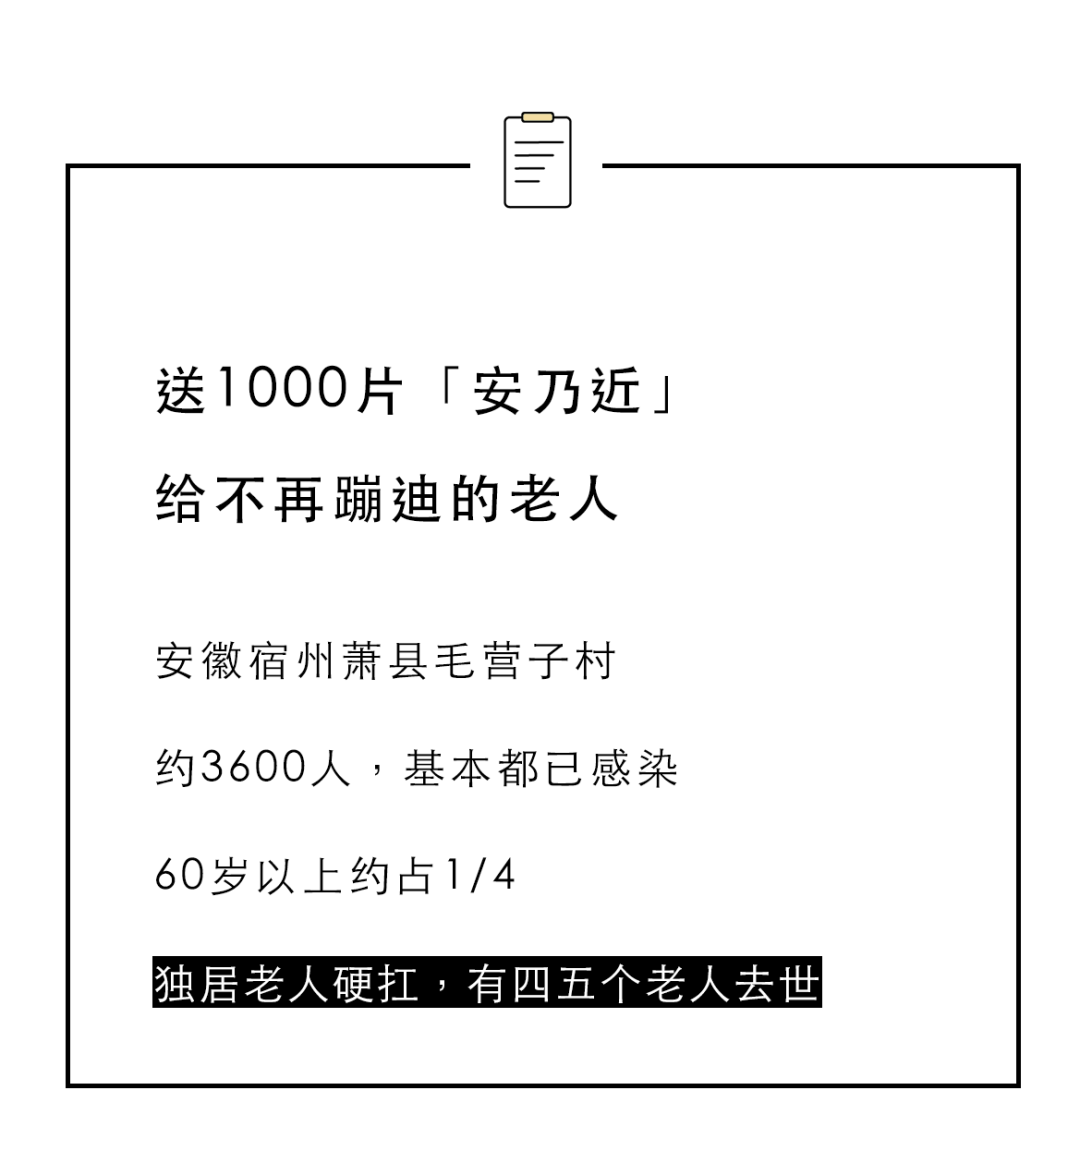 送1000片「安乃近」
给不再蹦迪的老人
安徽宿州萧县毛营子村
约3600人，基本都已感染
60岁以上约占1/4
独居老人硬扛，有四五个老人去世